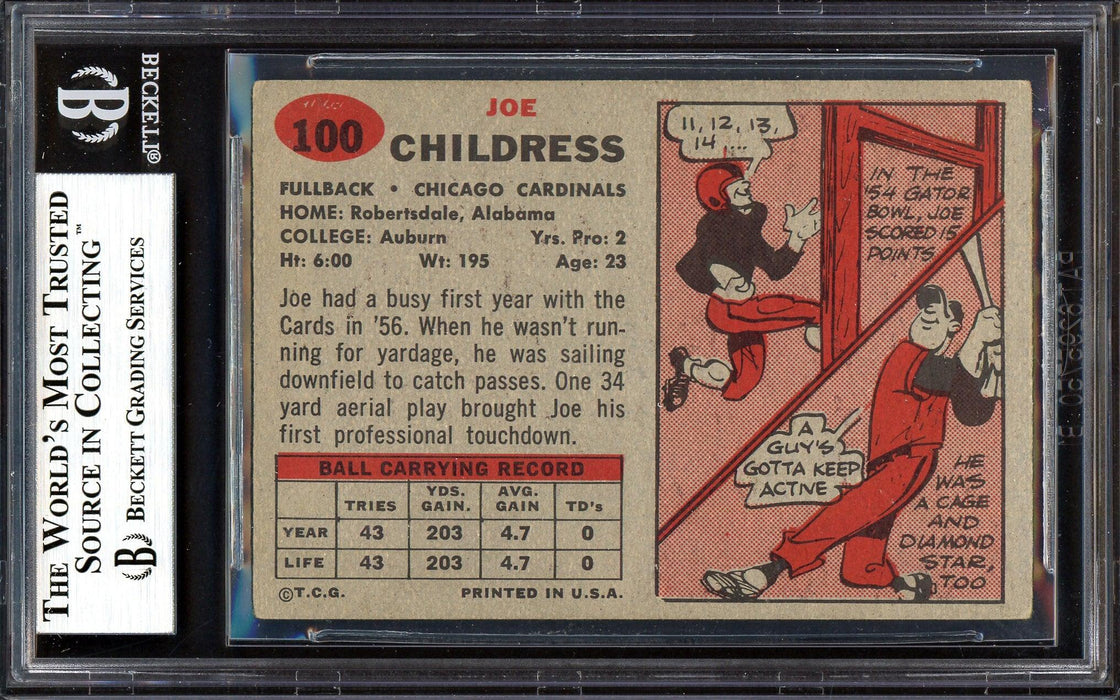 BECKETT®
THE WORLD'S MOST TRUSTED
SOURCE IN COLLECTING™
B BECKETT GRADING SERVICES
100
JOE
CHILDRESS
FULLBACK • CHICAGO CARDINALS
HOME: Robertsdale, Alabama
COLLEGE: Auburn Yrs. Pro: 2
Ht: 6:00 Wt: 195 Age: 23
Joe had a busy first year with the
Cards in '56. When he wasn't run-
ning for yardage, he was sailing
downfield to catch passes. One 34
yard aerial play brought Joe his
first professional touchdown.
BALL CARRYING RECORD
TRIES YDS. GAIN. AVG. GAIN TD's
YEAR 43 203 4.7 0
LIFE 43 203 4.7 0
©T.C.G. PRINTED IN U.S.A.
11, 12, 13,
14 ...
IN THE
'54 GATOR
BOWL, JOE
SCORED 15
POINTS.
A
GUY'S
GOTTA KEEP
ACTIVE
HE
WAS
A CAGE
AND
DIAMOND
STAR,
TOO